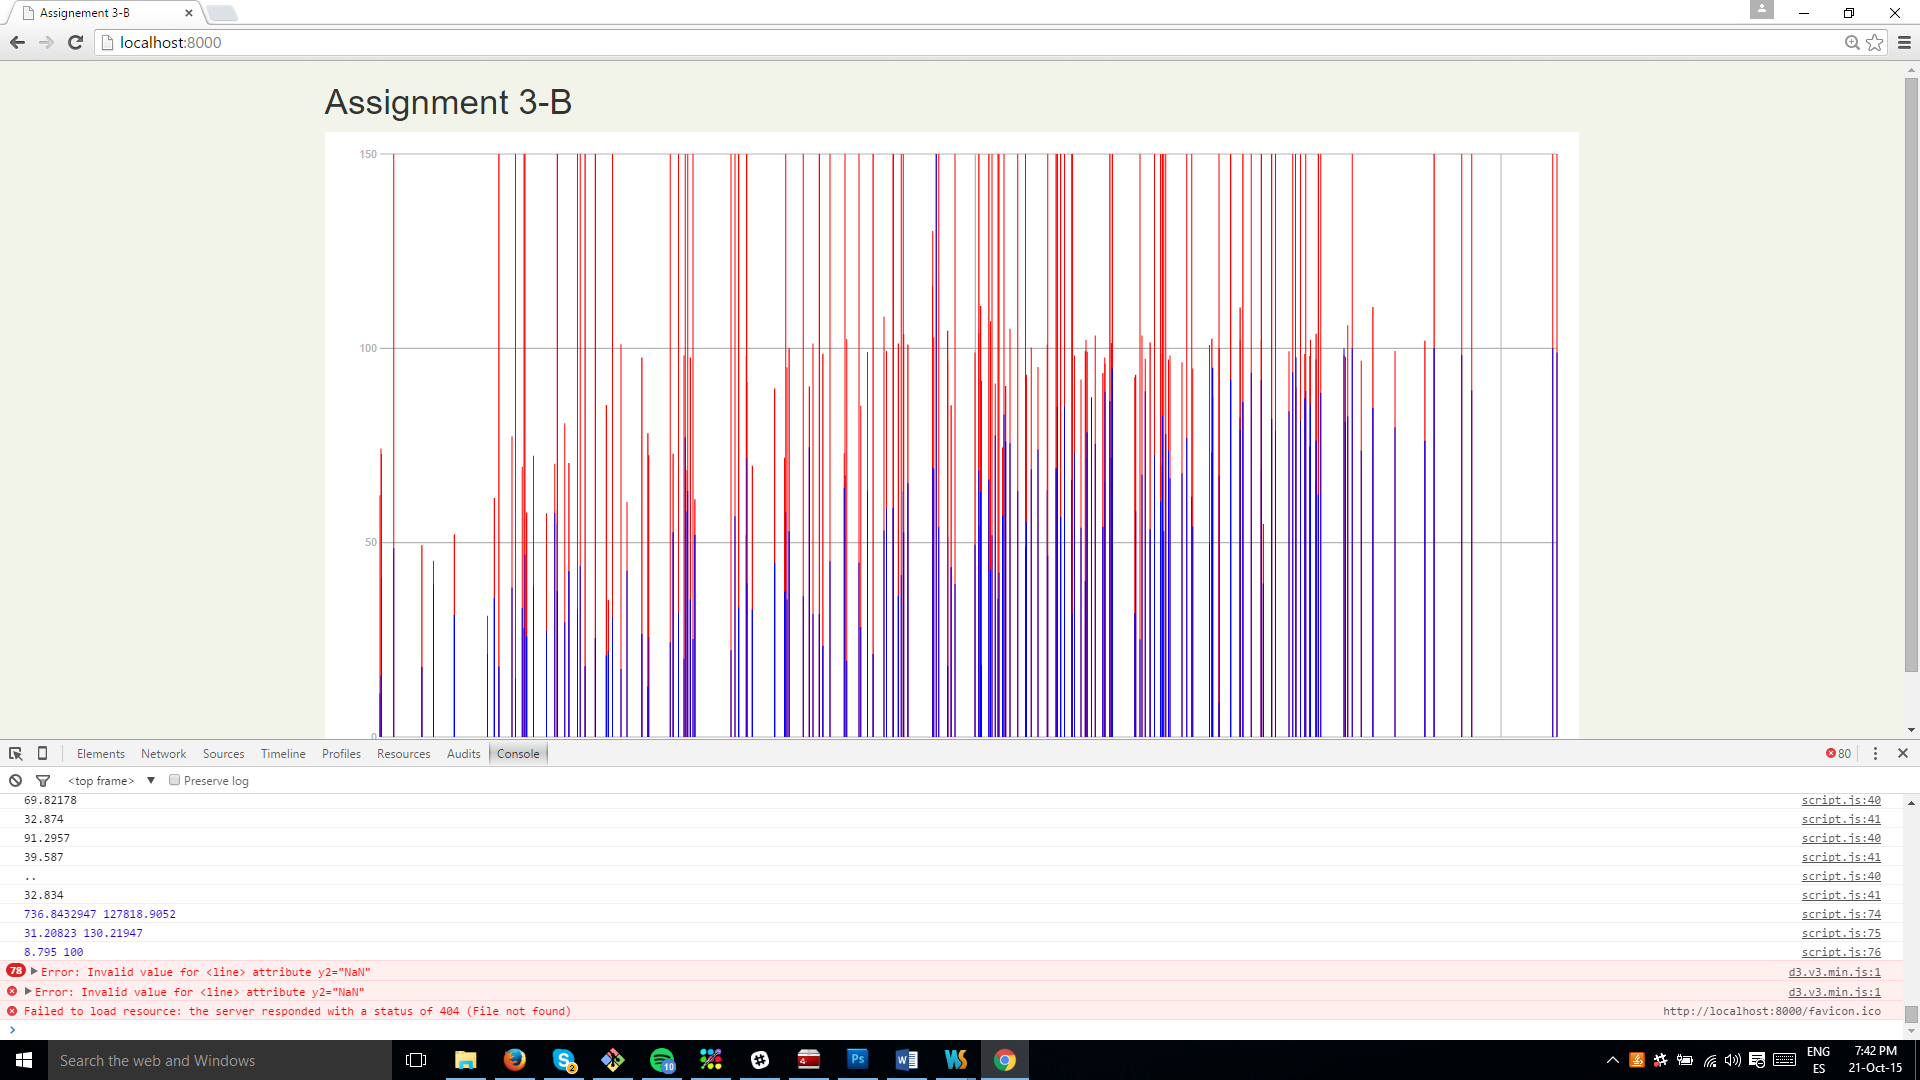 Assignement 3-B
localhost:8000
Assignment 3-B
150
100
50
0
Elements Network Sources Timeline Profiles Resources Audits Console 80
<top frame> Preserve log
69.82178 script.js:40
32.874 script.js:41
91.2957 script.js:40
39.587 script.js:41
.. script.js:40
32.834 script.js:41
736.8432947 127818.9052 script.js:74
31.20823 130.21947 script.js:75
8.795 100 script.js:76
78 Error: Invalid value for <line> attribute y2="NaN" d3.v3.min.js:1
Error: Invalid value for <line> attribute y2="NaN" d3.v3.min.js:1
Failed to load resource: the server responded with a status of 404 (File not found) http://localhost:8000/favicon.ico
Search the web and Windows
2
10
4
Ps
W
WS
ENG
ES
7:42 PM
21-Oct-15